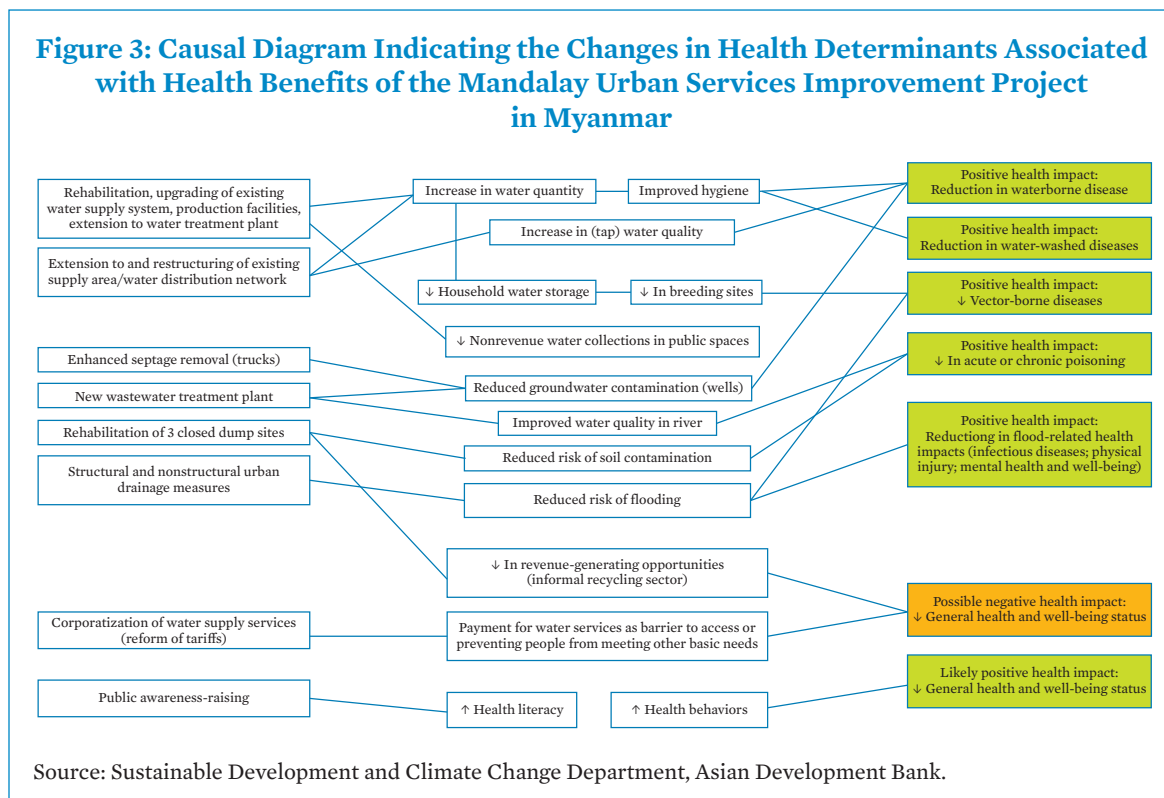 Figure 3: Causal Diagram Indicating the Changes in Health Determinants Associated
with Health Benefits of the Mandalay Urban Services Improvement Project
in Myanmar
Rehabilitation, upgrading of existing
water supply system, production facilities,
extension to water treatment plant
Extension to and restructuring of existing
supply area/water distribution network
Enhanced septage removal (trucks)
New wastewater treatment plant
Rehabilitation of 3 closed dump sites
Structural and nonstructural urban
drainage measures
Corporatization of water supply services
(reform of tariffs)
Public awareness-raising
Increase in water quantity
Improved hygiene
Increase in (tap) water quality
↓ Household water storage
↓ In breeding sites
↓ Nonrevenue water collections in public spaces
Reduced groundwater contamination (wells)
Improved water quality in river
Reduced risk of soil contamination
Reduced risk of flooding
↓ In revenue-generating opportunities
(informal recycling sector)
Payment for water services as barrier to access or
preventing people from meeting other basic needs
↑ Health literacy
↑ Health behaviors
Positive health impact:
Reduction in waterborne disease
Positive health impact:
Reduction in water-washed diseases
Positive health impact:
↓ Vector-borne diseases
Positive health impact:
↓ In acute or chronic poisoning
Positive health impact:
Reductiong in flood-related health
impacts (infectious diseases; physical
injury; mental health and well-being)
Possible negative health impact:
↓ General health and well-being status
Likely positive health impact:
↓ General health and well-being status
Source: Sustainable Development and Climate Change Department, Asian Development Bank.